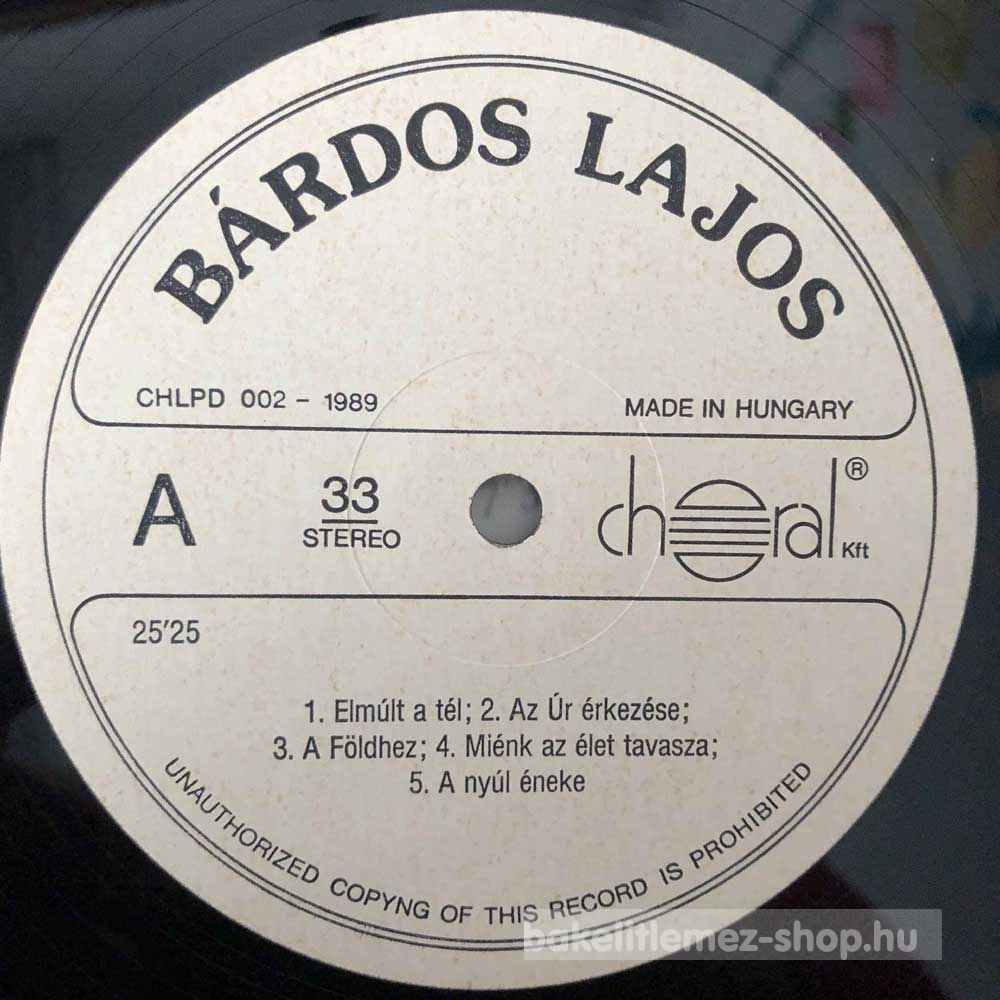 BÁRDOS LAJOS
CHLPD 002 – 1989
MADE IN HUNGARY
A
33
STEREO
choral® Kft
25'25
1. Elmúlt a tél; 2. Az Úr érkezése;
3. A Földhez; 4. Miénk az élet tavasza;
5. A nyúl éneke
UNAUTHORIZED COPYNG OF THIS RECORD IS PROHIBITED
bakelitlemez-shop.hu